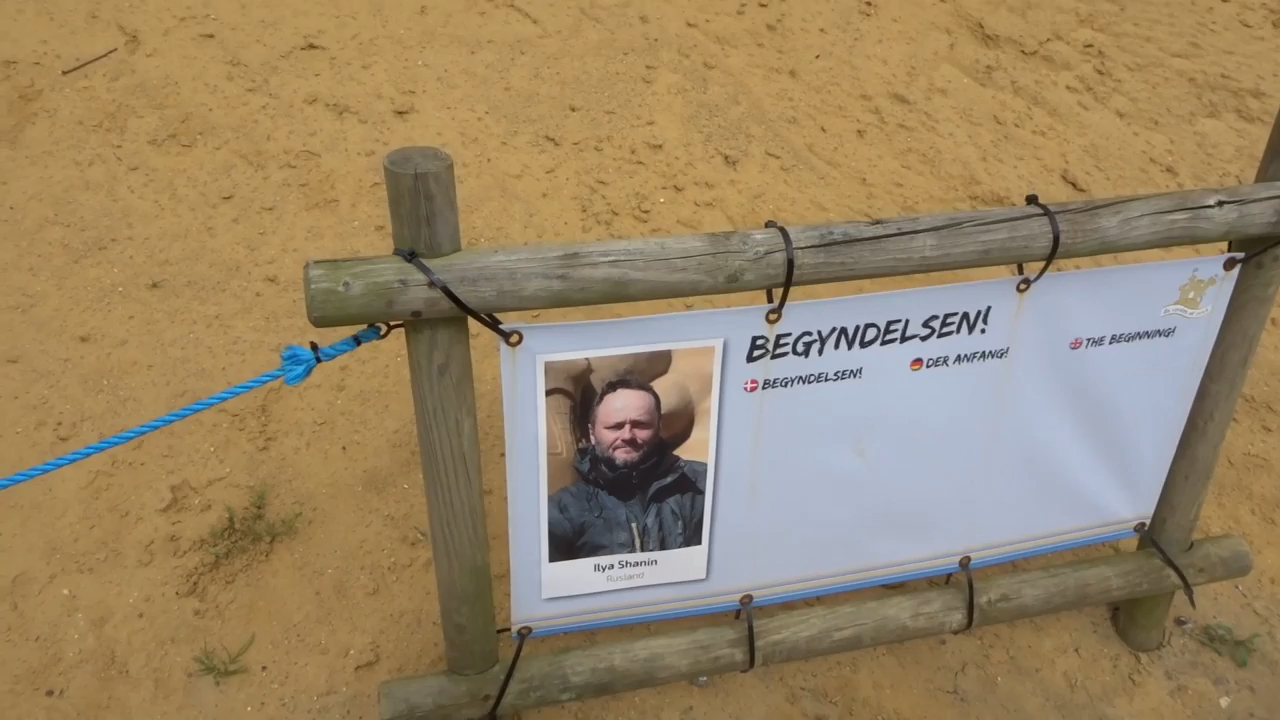 BEGYNDELSEN!
BEGYNDELSEN!
DER ANFANG!
THE BEGINNING!
Ilya Shanin
Rusland